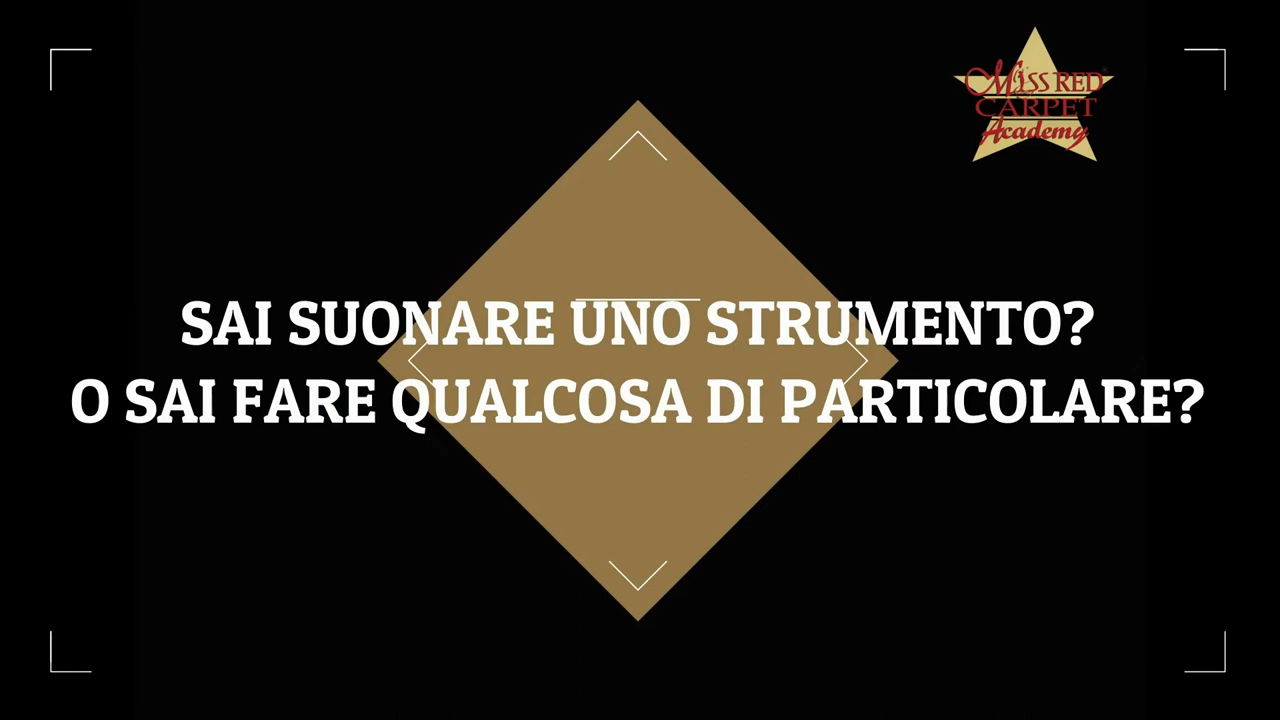 Miss RED
CARPET
Academy
SAI SUONARE UNO STRUMENTO?
O SAI FARE QUALCOSA DI PARTICOLARE?